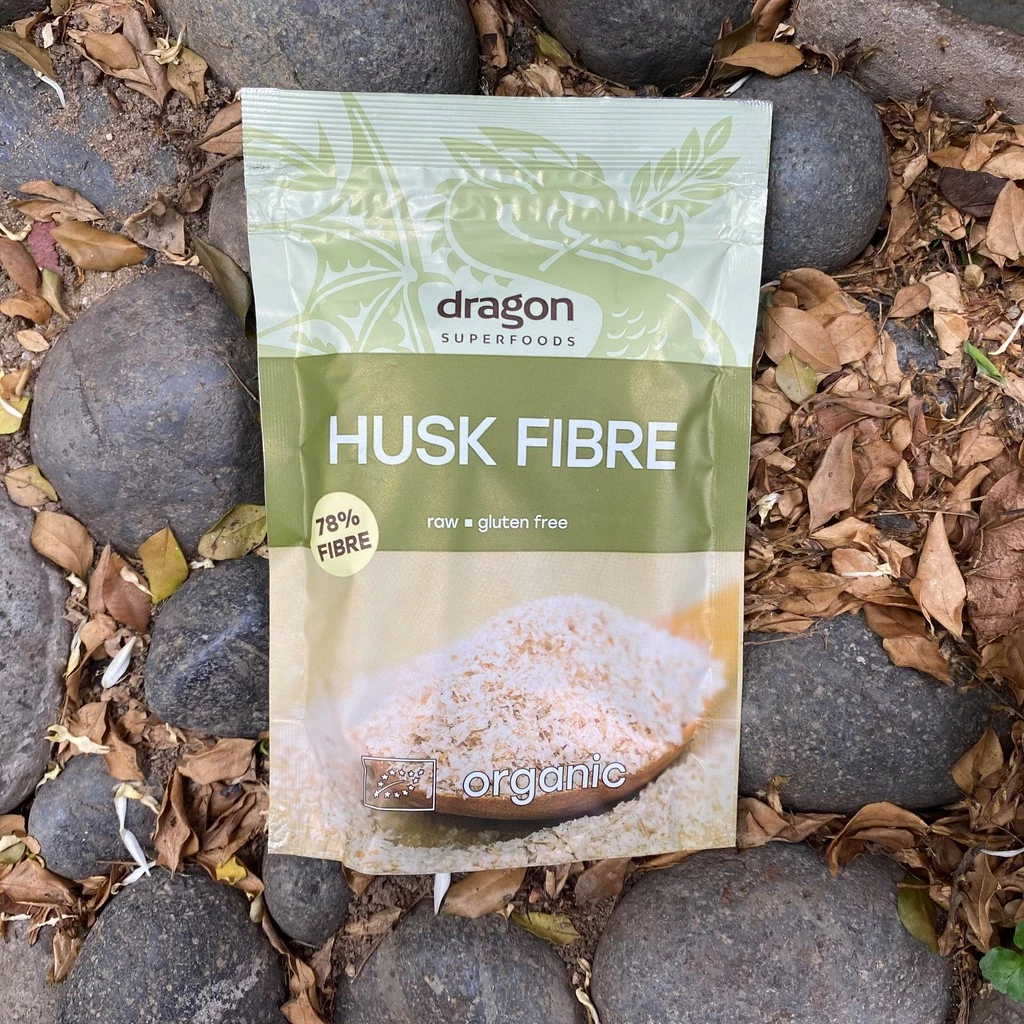 dragon
SUPERFOODS
HUSK FIBRE
raw ▪ gluten free
78%
FIBRE
organic